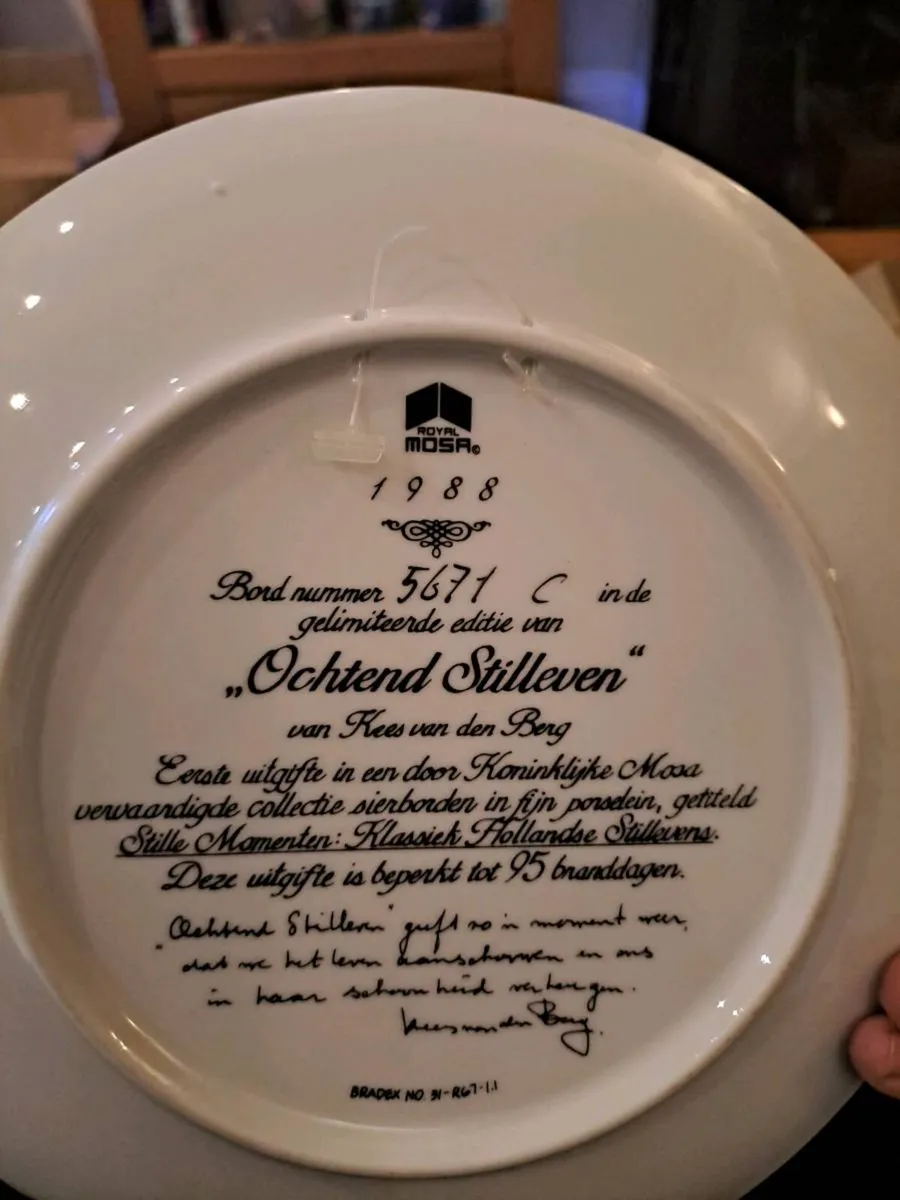 ROYAL
MOSA©
1988
Bord nummer 5671 C in de
gelimiteerde editie van
„Ochtend Stilleven“
van Kees van den Berg
Eerste uitgifte in een door Koninklijke Mosa
vervaardigde collectie sierborden in fijn porselein, getiteld
Stille Momenten: Klassiek Hollandse Stillevens.
Deze uitgifte is beperkt tot 95 branddagen.
"Ochtend Stilleven" geeft zo'n moment weer,
dat we het leven aanschouwen en ons
in haar schoonheid verheugen.
Kees van den Berg.
BRADEX NO. 31-R67-1.1